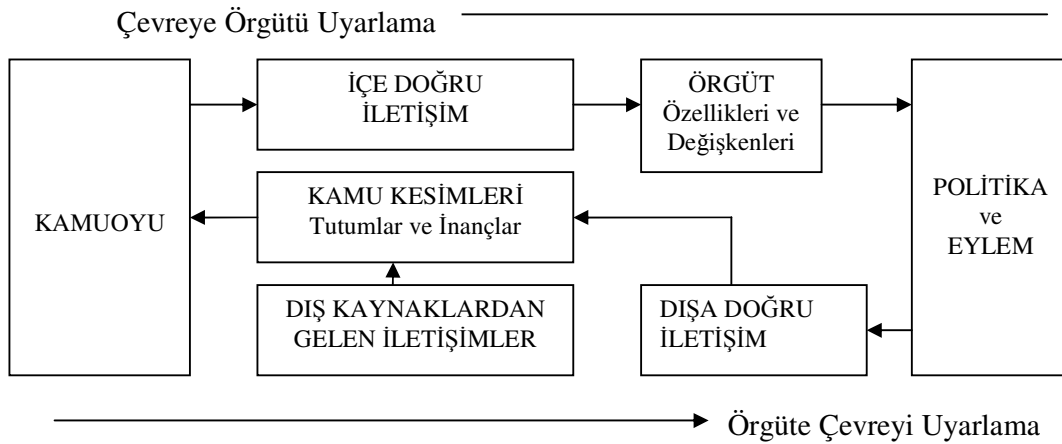 Çevreye Örgütü Uyarlama
KAMUOYU
İÇE DOĞRU
İLETİŞİM
ÖRGÜT
Özellikleri ve
Değişkenleri
POLİTİKA
ve
EYLEM
KAMU KESİMLERİ
Tutumlar ve İnançlar
DIŞ KAYNAKLARDAN
GELEN İLETİŞİMLER
DIŞA DOĞRU
İLETİŞİM
Örgüte Çevreyi Uyarlama